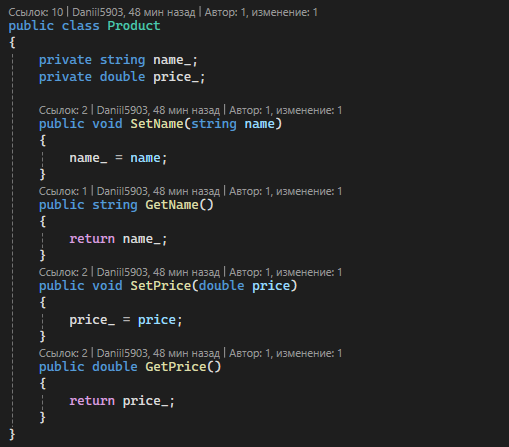 Ссылок: 10 | Daniil5903, 48 мин назад | Автор: 1, изменение: 1
public class Product
{
    private string name_;
    private double price_;
    Ссылок: 2 | Daniil5903, 48 мин назад | Автор: 1, изменение: 1
    public void SetName(string name)
    {
        name_ = name;
    }
    Ссылок: 1 | Daniil5903, 48 мин назад | Автор: 1, изменение: 1
    public string GetName()
    {
        return name_;
    }
    Ссылок: 2 | Daniil5903, 48 мин назад | Автор: 1, изменение: 1
    public void SetPrice(double price)
    {
        price_ = price;
    }
    Ссылок: 2 | Daniil5903, 48 мин назад | Автор: 1, изменение: 1
    public double GetPrice()
    {
        return price_;
    }
}